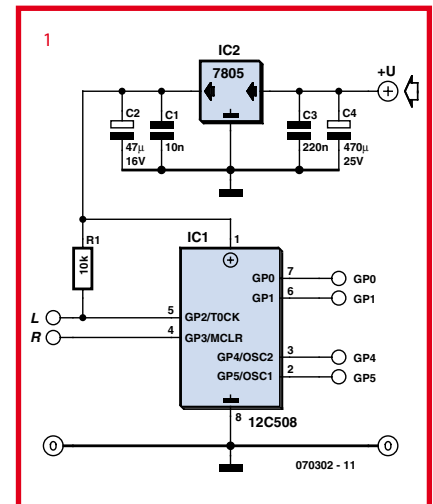 1
IC2
7805
+U
C2
47µ
16V
C1
10n
C3
220n
C4
470µ
25V
R1
10k
IC1
1
L
5
GP2/T0CK
R
4
GP3/MCLR
GP0
7
GP0
GP1
6
GP1
GP4/OSC2
3
GP4
GP5/OSC1
2
GP5
8
12C508
0
0
070302 - 11